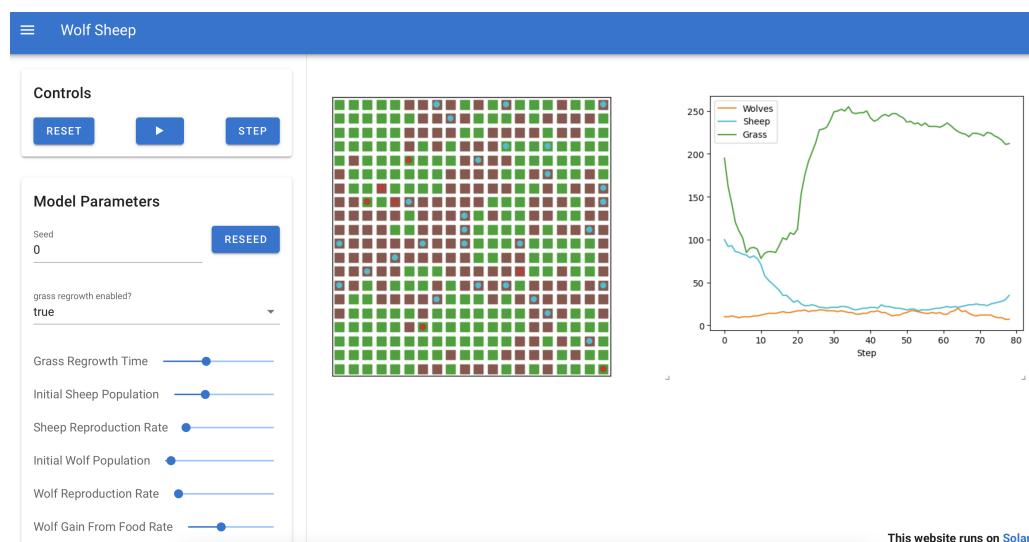 Wolf Sheep
Controls
RESET
STEP
Model Parameters
Seed
0
RESEED
grass regrowth enabled?
true
Grass Regrowth Time
Initial Sheep Population
Sheep Reproduction Rate
Initial Wolf Population
Wolf Reproduction Rate
Wolf Gain From Food Rate
Wolves
Sheep
Grass
250
200
150
100
50
0
0 10 20 30 40 50 60 70 80
Step
This website runs on Solar